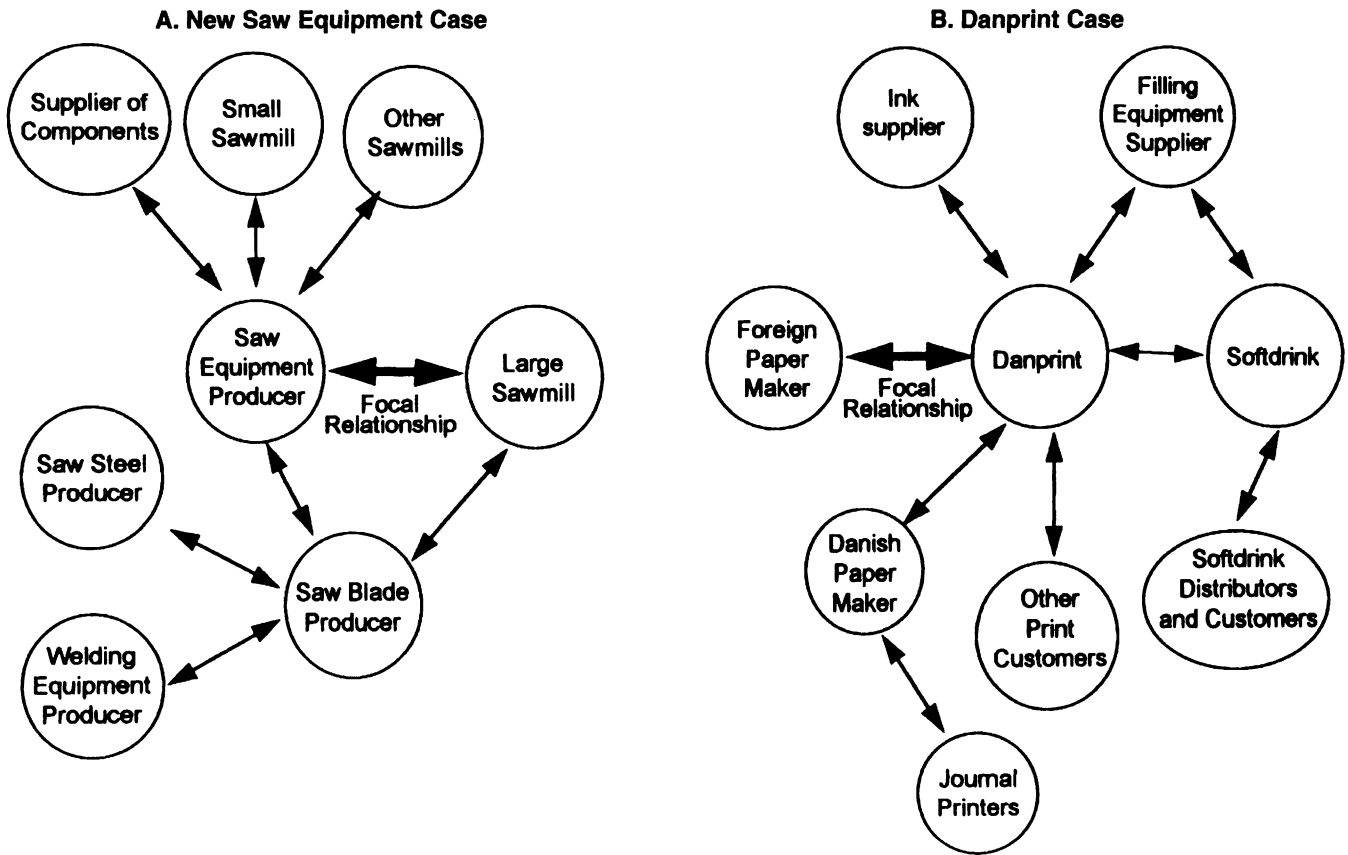 A. New Saw Equipment Case
Supplier of
Components
Small
Sawmill
Other
Sawmills
Saw
Equipment
Producer
Focal
Relationship
Large
Sawmill
Saw Steel
Producer
Saw Blade
Producer
Welding
Equipment
Producer
B. Danprint Case
Ink
supplier
Filling
Equipment
Supplier
Foreign
Paper
Maker
Focal
Relationship
Danprint
Softdrink
Danish
Paper
Maker
Other
Print
Customers
Softdrink
Distributors
and Customers
Journal
Printers